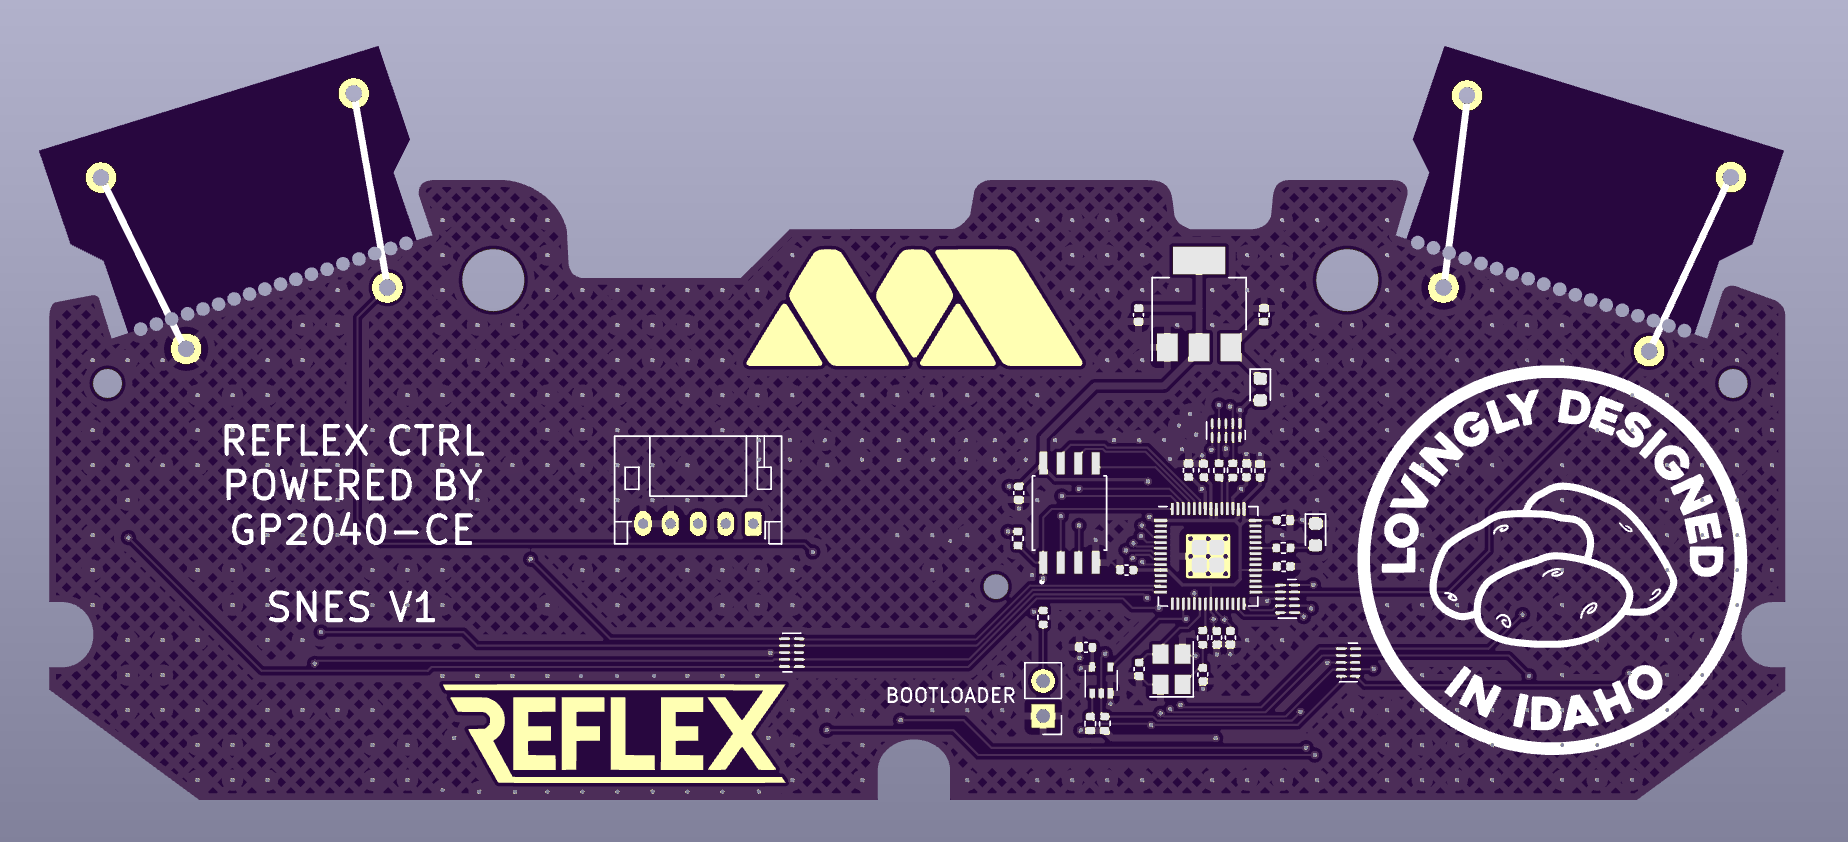 REFLEX CTRL
POWERED BY
GP2040-CE
SNES V1
REFLEX
BOOTLOADER
LOVINGLY DESIGNED
IN IDAHO